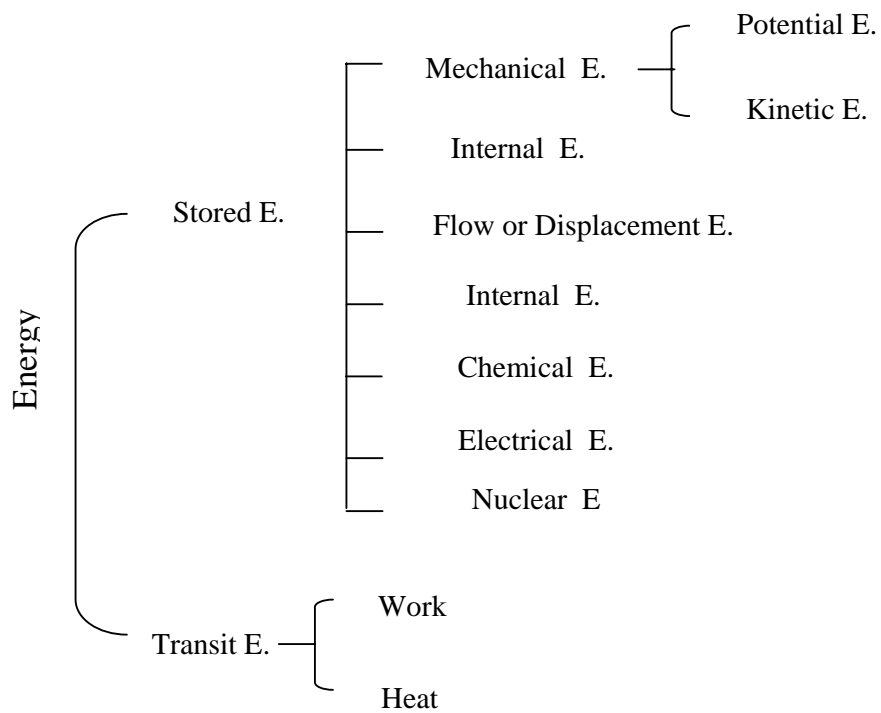 Potential E.
Mechanical E.
Kinetic E.
Internal E.
Stored E.
Flow or Displacement E.
Internal E.
Energy
Chemical E.
Electrical E.
Nuclear E
Work
Transit E.
Heat